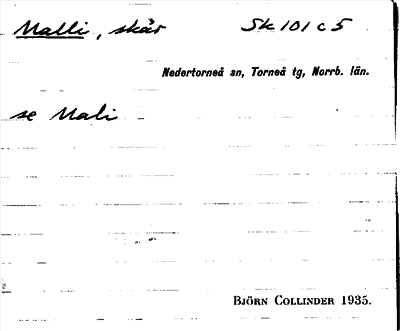 Malli, skär Sk 101 c 5
Nedertorneå sn, Torneå tg, Norrb. län.
se Mali
BJÖRN COLLINDER 1935.